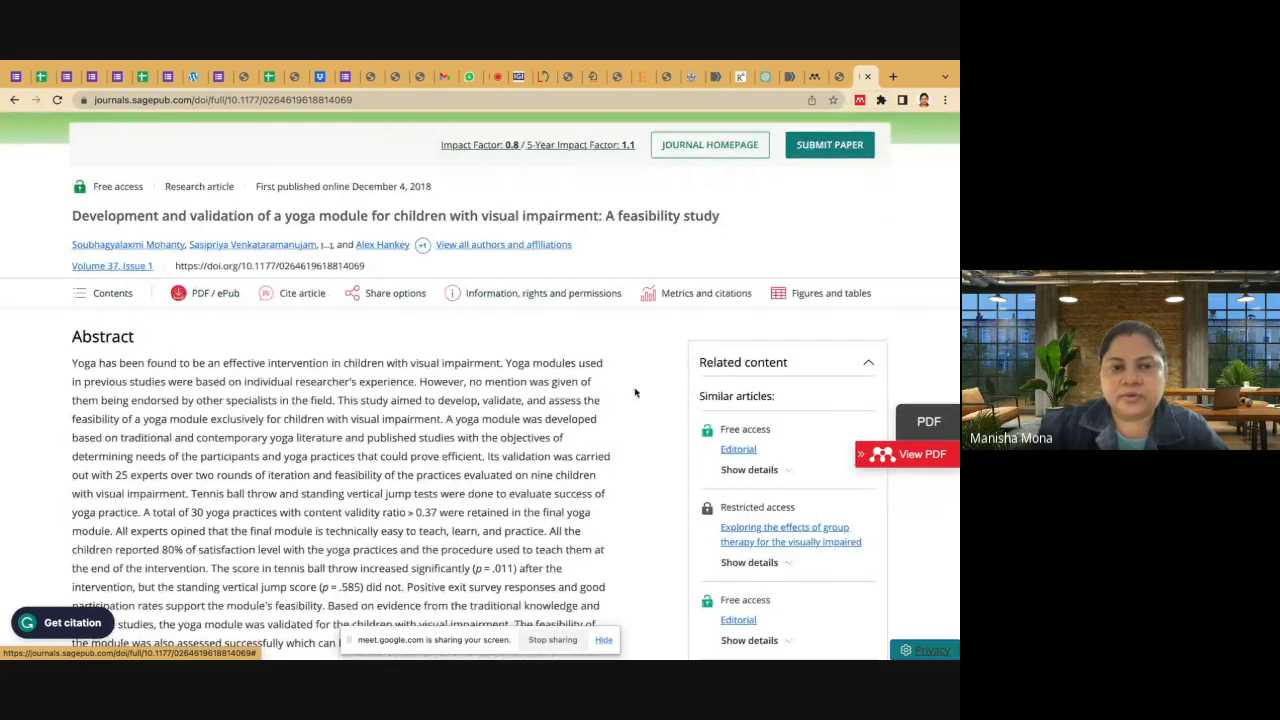 journals.sagepub.com/doi/full/10.1177/0264619618814069
Impact Factor: 0.8 / 5-Year Impact Factor: 1.1
JOURNAL HOMEPAGE
SUBMIT PAPER
Free access
Research article
First published online December 4, 2018
Development and validation of a yoga module for children with visual impairment: A feasibility study
Soubhagyalaxmi Mohanty, Sasipriya Venkataramanujam, [...], and Alex Hankey +1 View all authors and affiliations
Volume 37, Issue 1 https://doi.org/10.1177/0264619618814069
Contents
PDF / ePub
Cite article
Share options
Information, rights and permissions
Metrics and citations
Figures and tables
Abstract
Yoga has been found to be an effective intervention in children with visual impairment. Yoga modules used
in previous studies were based on individual researcher's experience. However, no mention was given of
them being endorsed by other specialists in the field. This study aimed to develop, validate, and assess the
feasibility of a yoga module exclusively for children with visual impairment. A yoga module was developed
based on traditional and contemporary yoga literature and published studies with the objectives of
determining needs of the participants and yoga practices that could prove efficient. Its validation was carried
out with 25 experts over two rounds of iteration and feasibility of the practices evaluated on nine children
with visual impairment. Tennis ball throw and standing vertical jump tests were done to evaluate success of
yoga practice. A total of 30 yoga practices with content validity ratio ⩾ 0.37 were retained in the final yoga
module. All experts opined that the final module is technically easy to teach, learn, and practice. All the
children reported 80% of satisfaction level with the yoga practices and the procedure used to teach them at
the end of the intervention. The score in tennis ball throw increased significantly (p = .011) after the
intervention, but the standing vertical jump score (p = .585) did not. Positive exit survey responses and good
participation rates support the module's feasibility. Based on evidence from the traditional knowledge and
studies, the yoga module was validated for the children with visual impairment. The feasibility of
the module was also assessed successfully which can
Related content
Similar articles:
Free access
Editorial
Show details
Restricted access
Exploring the effects of group
therapy for the visually impaired
Show details
Free access
Editorial
Show details
PDF
View PDF
Get citation
meet.google.com is sharing your screen.
Stop sharing
Hide
https://journals.sagepub.com/doi/full/10.1177/0264619618814069#
Privacy
Manisha Mona